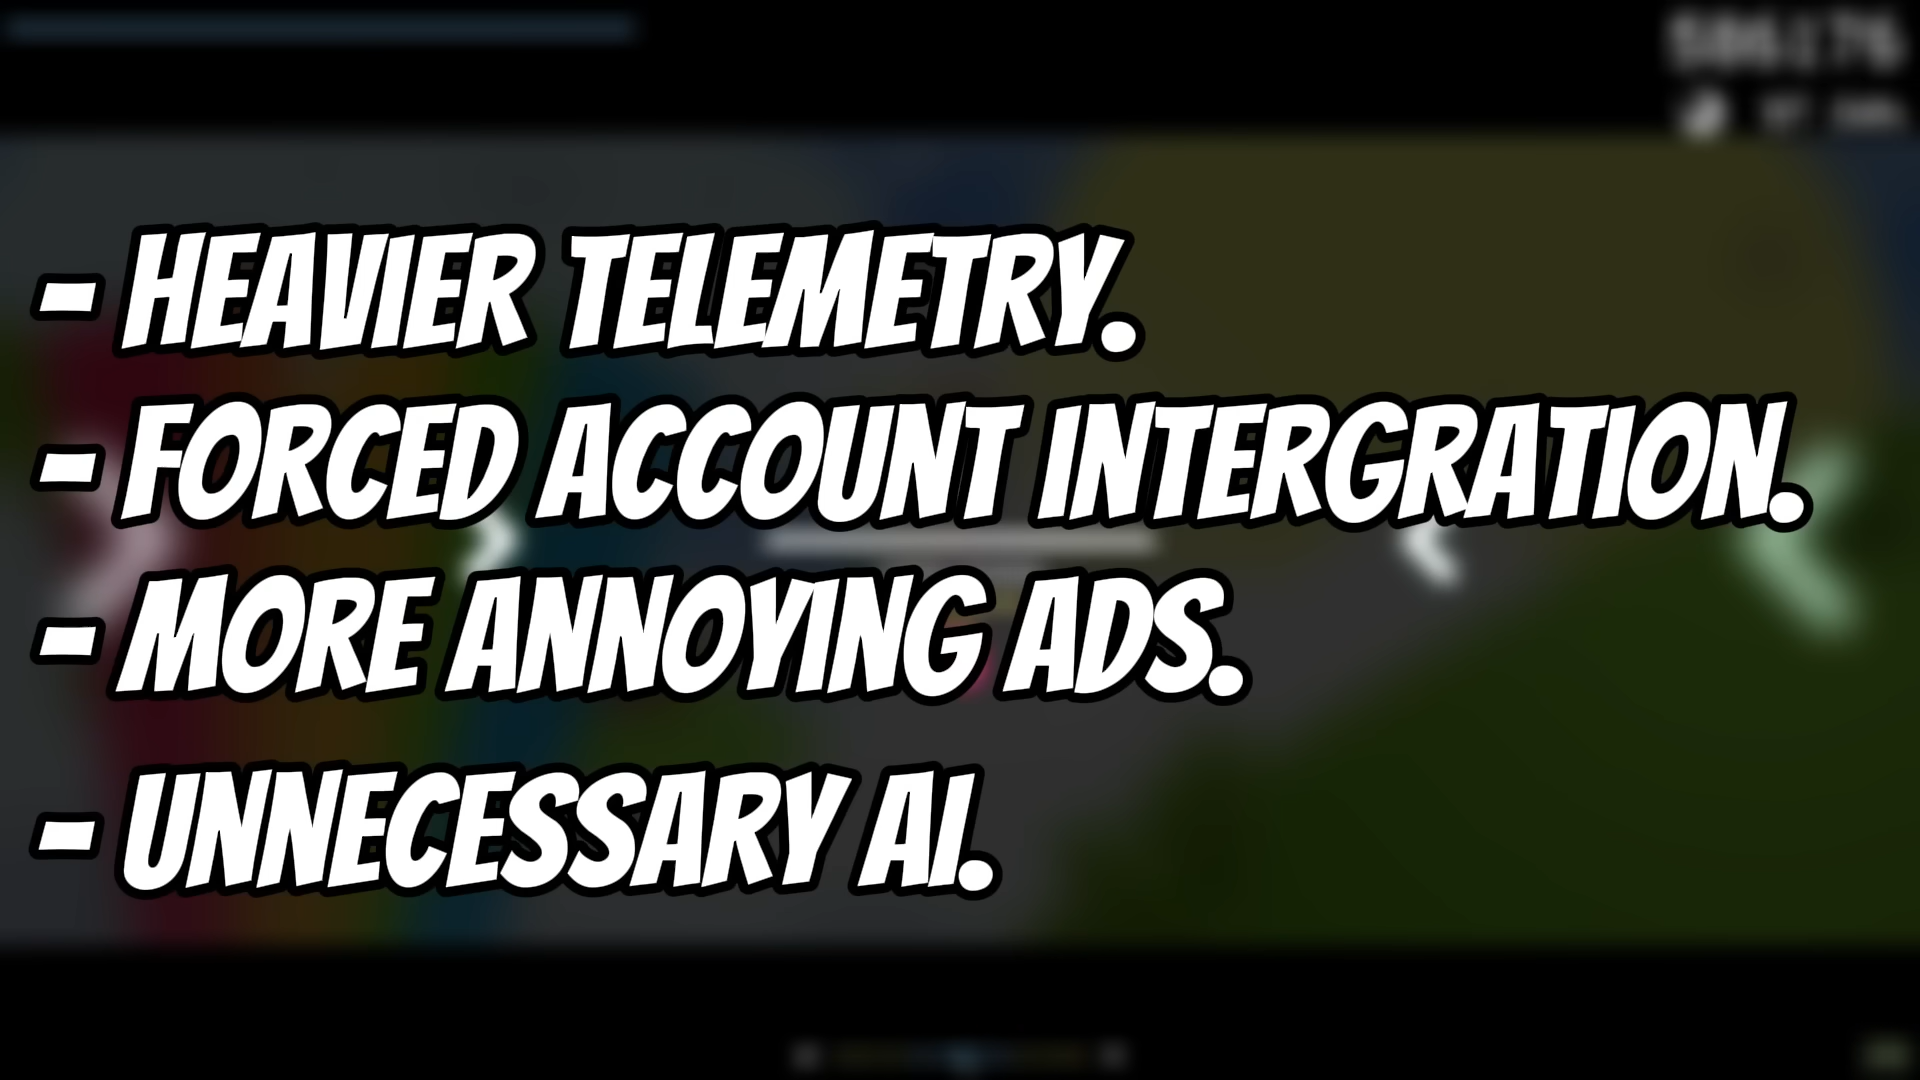 - HEAVIER TELEMETRY.
- FORCED ACCOUNT INTERGRATION.
- MORE ANNOYING ADS.
- UNNECESSARY AI.